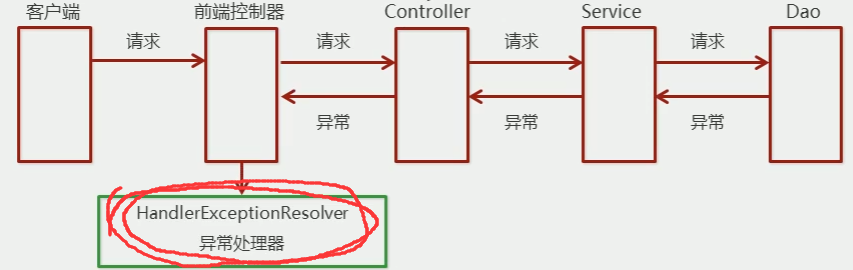 客户端
前端控制器
Controller
Service
Dao
请求
请求
请求
请求
异常
异常
异常
HandlerExceptionResolver
异常处理器